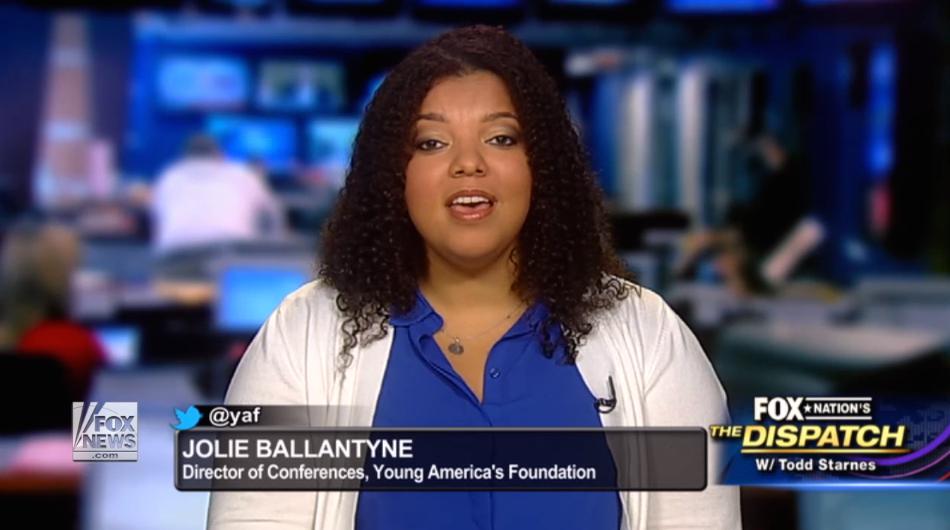 @yaf
JOLIE BALLANTYNE
Director of Conferences, Young America's Foundation
FOX
NEWS
.com
FOX NATION'S
THE DISPATCH
W/ Todd Starnes